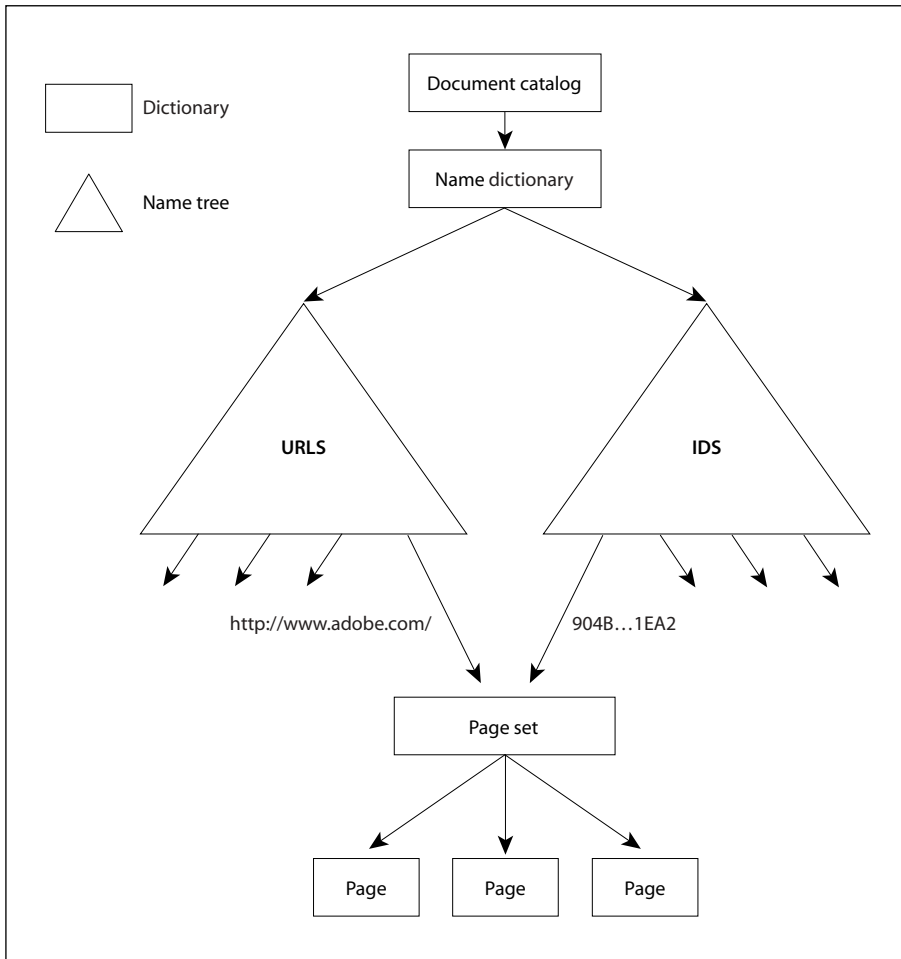 Document catalog
Dictionary
Name dictionary
Name tree
URLS
IDS
http://www.adobe.com/
904B…1EA2
Page set
Page
Page
Page